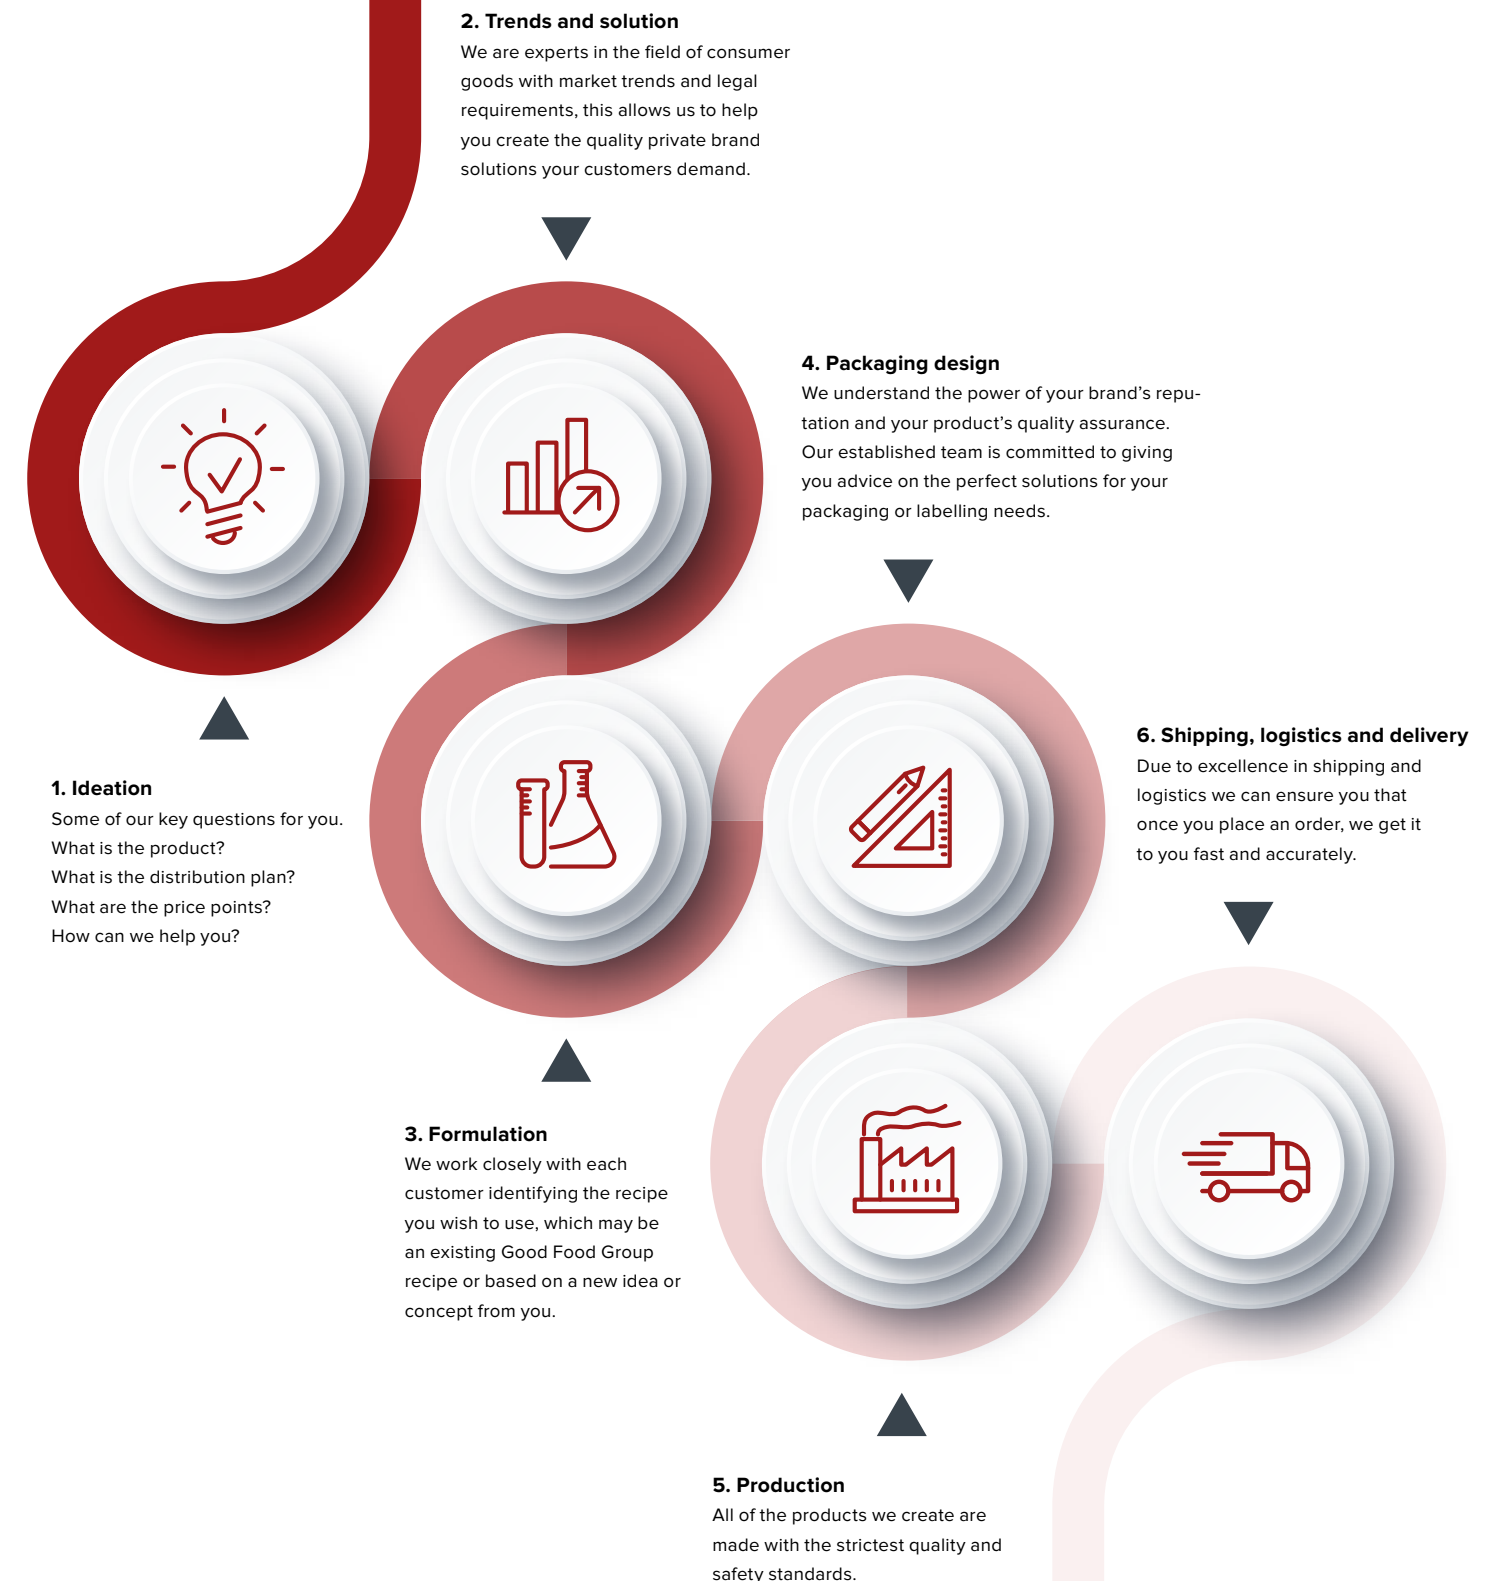 2. Trends and solution
We are experts in the field of consumer
goods with market trends and legal
requirements, this allows us to help
you create the quality private brand
solutions your customers demand.
4. Packaging design
We understand the power of your brand’s repu-
tation and your product’s quality assurance.
Our established team is committed to giving
you advice on the perfect solutions for your
packaging or labelling needs.
6. Shipping, logistics and delivery
Due to excellence in shipping and
logistics we can ensure you that
once you place an order, we get it
to you fast and accurately.
1. Ideation
Some of our key questions for you.
What is the product?
What is the distribution plan?
What are the price points?
How can we help you?
3. Formulation
We work closely with each
customer identifying the recipe
you wish to use, which may be
an existing Good Food Group
recipe or based on a new idea or
concept from you.
5. Production
All of the products we create are
made with the strictest quality and
safety standards.